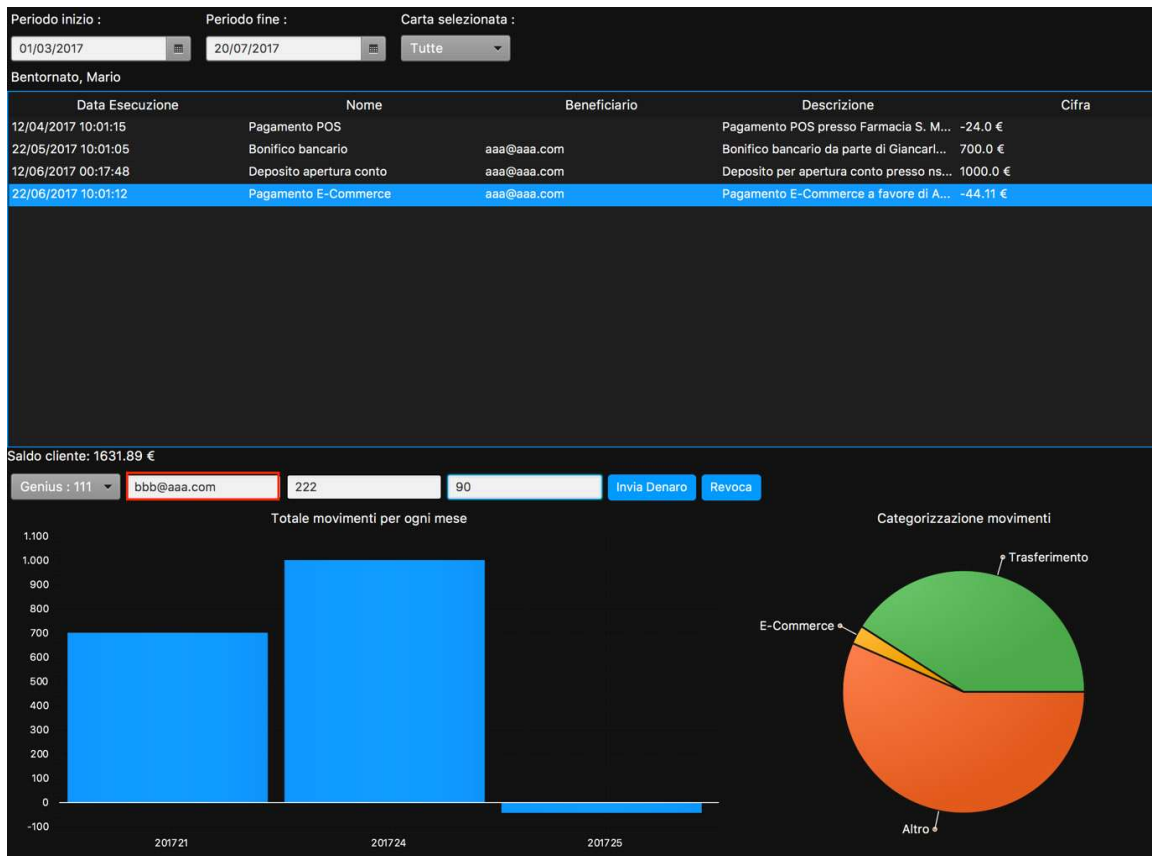 Periodo inizio : Periodo fine : Carta selezionata :
01/03/2017 20/07/2017 Tutte
Bentornato, Mario
Data Esecuzione Nome Beneficiario Descrizione Cifra
12/04/2017 10:01:15 Pagamento POS Pagamento POS presso Farmacia S. M... -24.0 €
22/05/2017 10:01:05 Bonifico bancario aaa@aaa.com Bonifico bancario da parte di Giancarl... 700.0 €
12/06/2017 00:17:48 Deposito apertura conto aaa@aaa.com Deposito per apertura conto presso ns... 1000.0 €
22/06/2017 10:01:12 Pagamento E-Commerce aaa@aaa.com Pagamento E-Commerce a favore di A... -44.11 €
Saldo cliente: 1631.89 €
Genius : 111 bbb@aaa.com 222 90 Invia Denaro Revoca
Totale movimenti per ogni mese
1.100
1.000
900
800
700
600
500
400
300
200
100
0
-100
201721 201724 201725
Categorizzazione movimenti
Trasferimento
E-Commerce
Altro